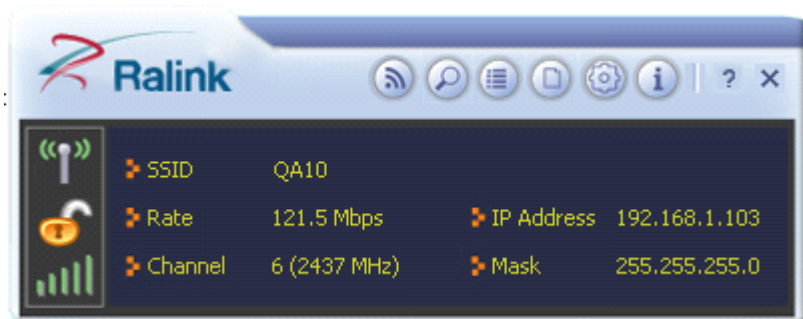 Ralink ? ×
:
SSID QA10
Rate 121.5 Mbps IP Address 192.168.1.103
Channel 6 (2437 MHz) Mask 255.255.255.0